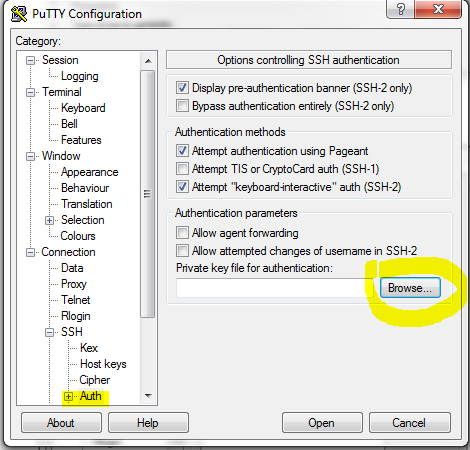 PuTTY Configuration
Category:
Session
Logging
Terminal
Keyboard
Bell
Features
Window
Appearance
Behaviour
Translation
Selection
Colours
Connection
Data
Proxy
Telnet
Rlogin
SSH
Kex
Host keys
Cipher
Auth
Options controlling SSH authentication
Display pre-authentication banner (SSH-2 only)
Bypass authentication entirely (SSH-2 only)
Authentication methods
Attempt authentication using Pageant
Attempt TIS or CryptoCard auth (SSH-1)
Attempt "keyboard-interactive" auth (SSH-2)
Authentication parameters
Allow agent forwarding
Allow attempted changes of username in SSH-2
Private key file for authentication:
Browse...
About
Help
Open
Cancel